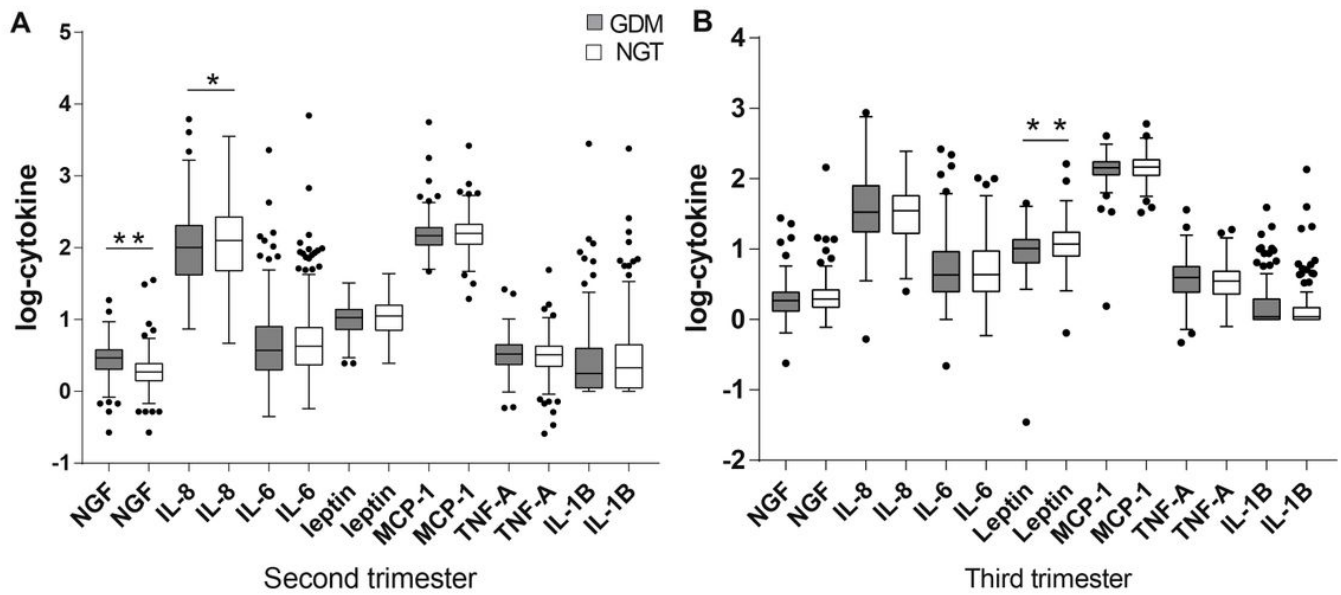 A
GDM
NGT
log-cytokine
5
4
3
2
1
0
-1
* *
*
NGF NGF IL-8 IL-8 IL-6 IL-6 leptin leptin MCP-1 MCP-1 TNF-A TNF-A IL-1B IL-1B
Second trimester
B
log-cytokine
4
3
2
1
0
-1
-2
* *
NGF NGF IL-8 IL-8 IL-6 IL-6 Leptin Leptin MCP-1 MCP-1 TNF-A TNF-A IL-1B IL-1B
Third trimester